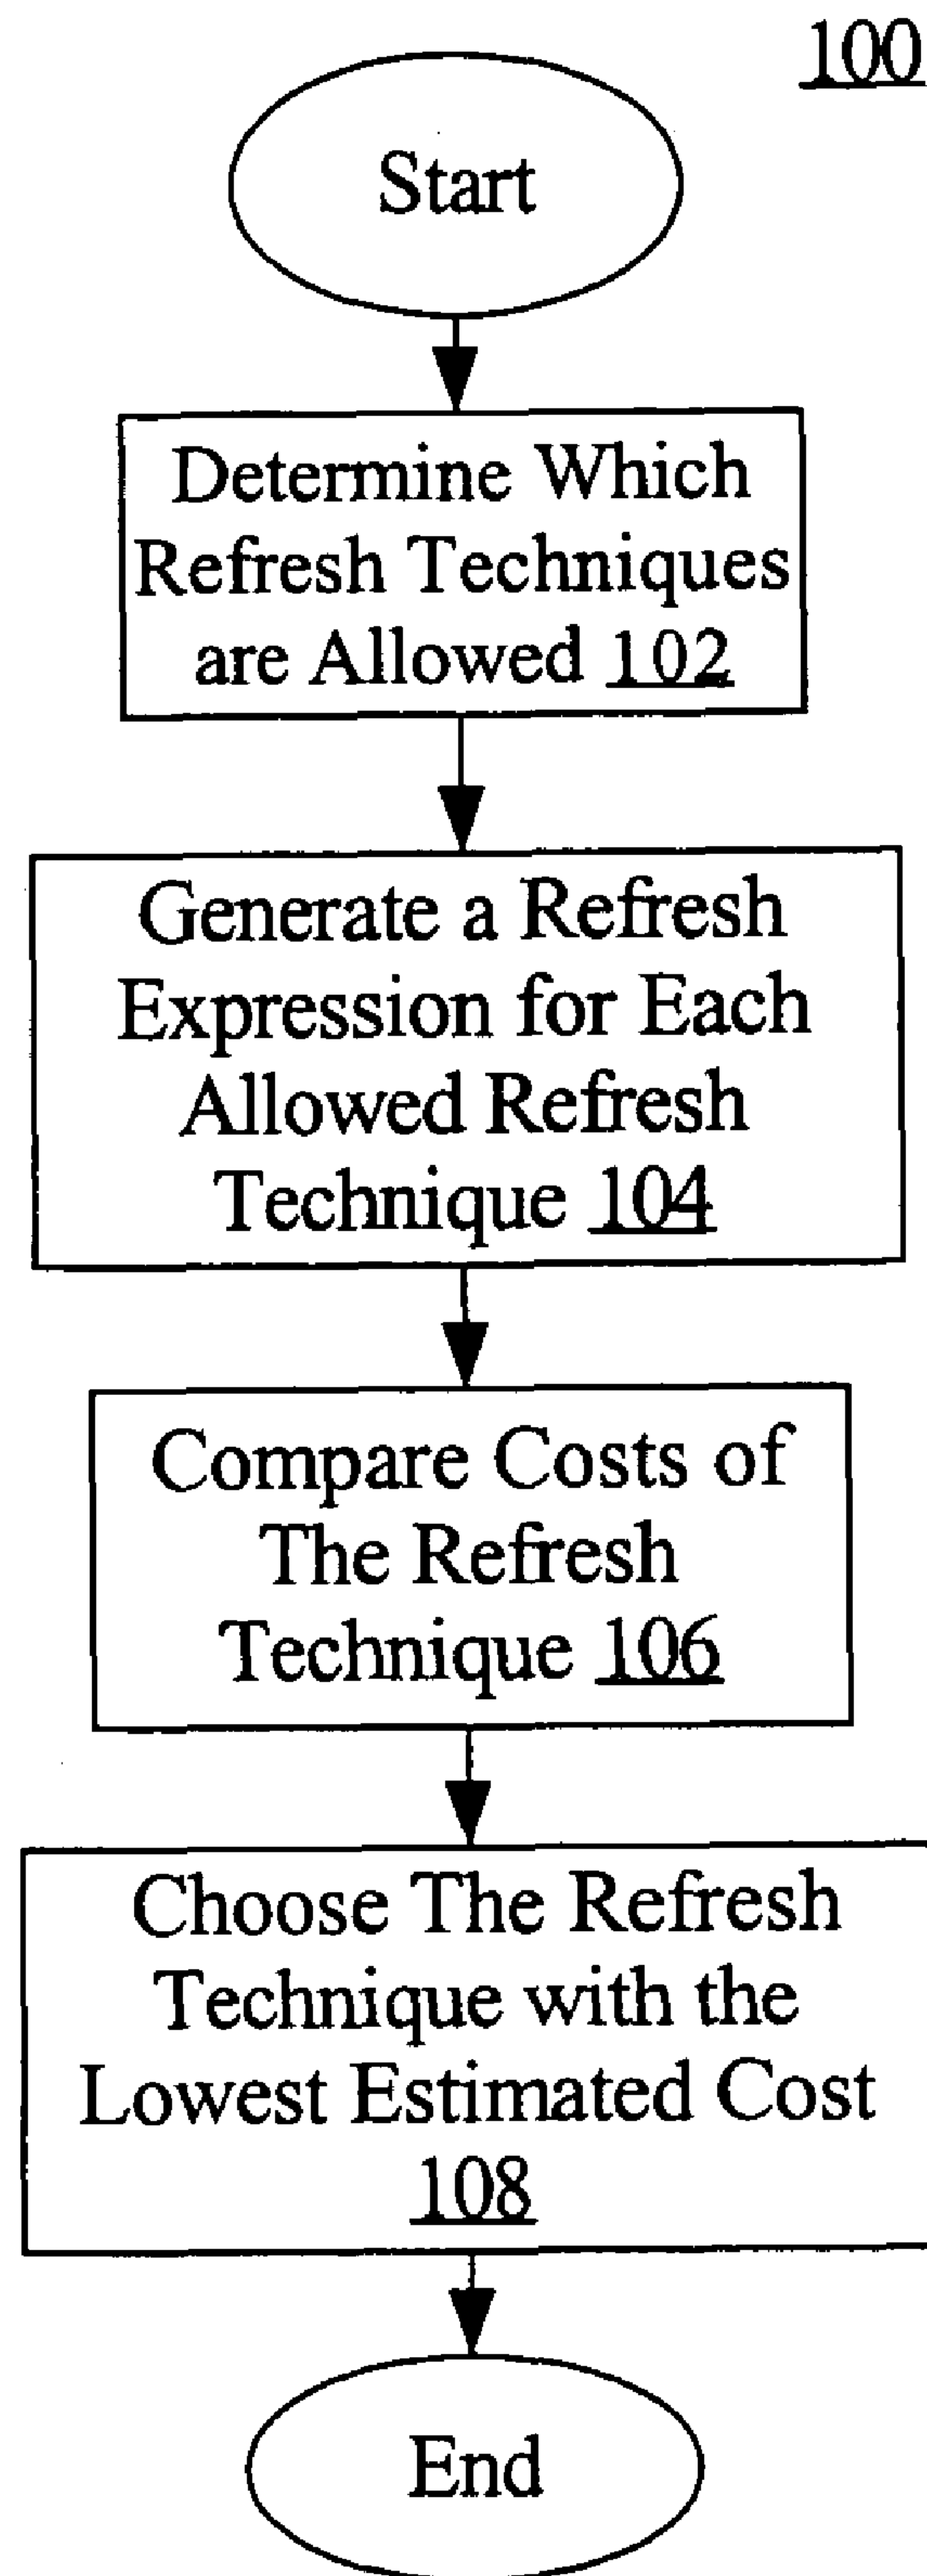 100
Start
Determine Which
Refresh Techniques
are Allowed 102
Generate a Refresh
Expression for Each
Allowed Refresh
Technique 104
Compare Costs of
The Refresh
Technique 106
Choose The Refresh
Technique with the
Lowest Estimated Cost
108
End